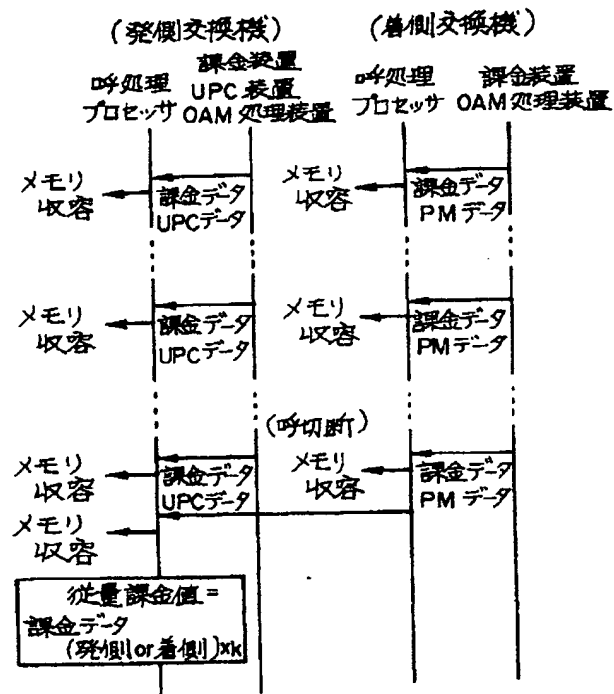 (発側交換機)
(着側交換機)
呼処理
プロセッサ
課金装置
UPC装置
OAM処理装置
呼処理
プロセッサ
課金装置
OAM処理装置
メモリ
収容
課金データ
UPCデータ
メモリ
収容
課金データ
PMデータ
メモリ
収容
課金データ
UPCデータ
メモリ
収容
課金データ
PMデータ
(呼切断)
メモリ
収容
課金データ
UPCデータ
メモリ
収容
課金データ
PMデータ
メモリ
収容
従量課金値=
課金データ
(発側or着側)×k